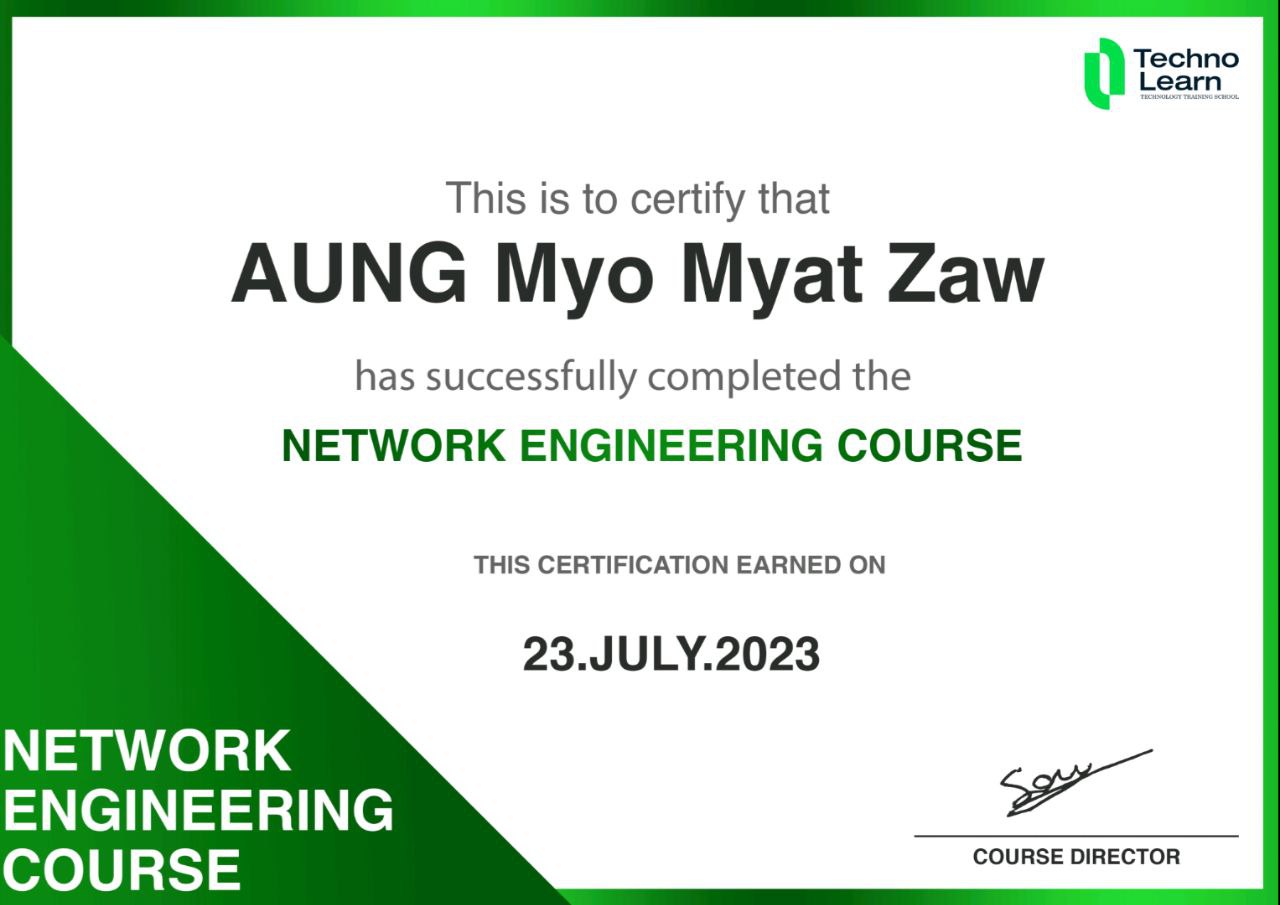 Techno
Learn
TECHNOLOGY TRAINING SCHOOL
This is to certify that
AUNG Myo Myat Zaw
has successfully completed the
NETWORK ENGINEERING COURSE
THIS CERTIFICATION EARNED ON
23.JULY.2023
NETWORK
ENGINEERING
COURSE
COURSE DIRECTOR